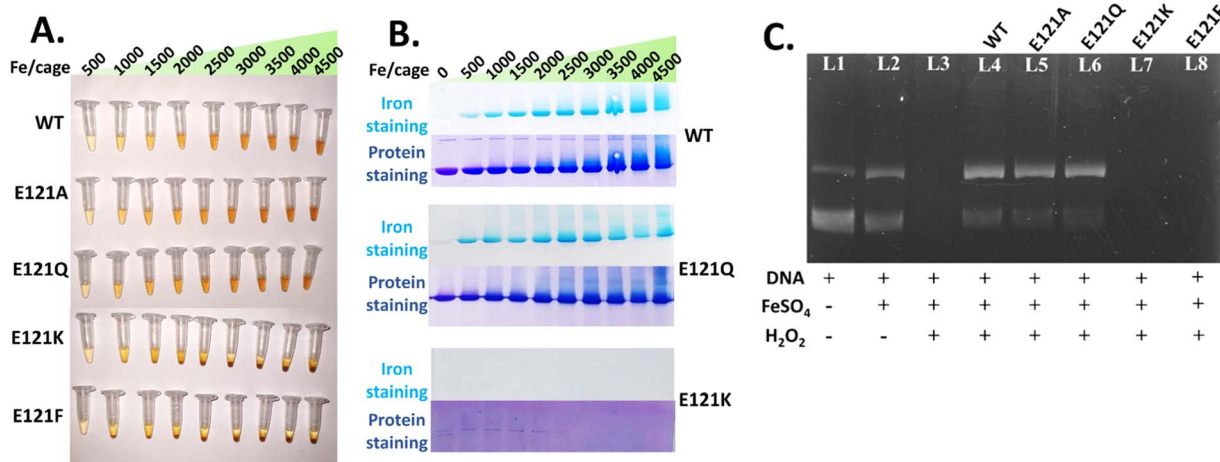 A.
Fe/cage 500 1000 1500 2000 2500 3000 3500 4000 4500
WT
E121A
E121Q
E121K
E121F
B.
Fe/cage 0 500 1000 1500 2000 2500 3000 3500 4000 4500
Iron staining
Protein staining
WT
Iron staining
Protein staining
E121Q
Iron staining
Protein staining
E121K
C.
WT E121A E121Q E121K E121F
L1 L2 L3 L4 L5 L6 L7 L8
DNA + + + + + + + +
FeSO4 - + + + + + + +
H2O2 - - + + + + + +